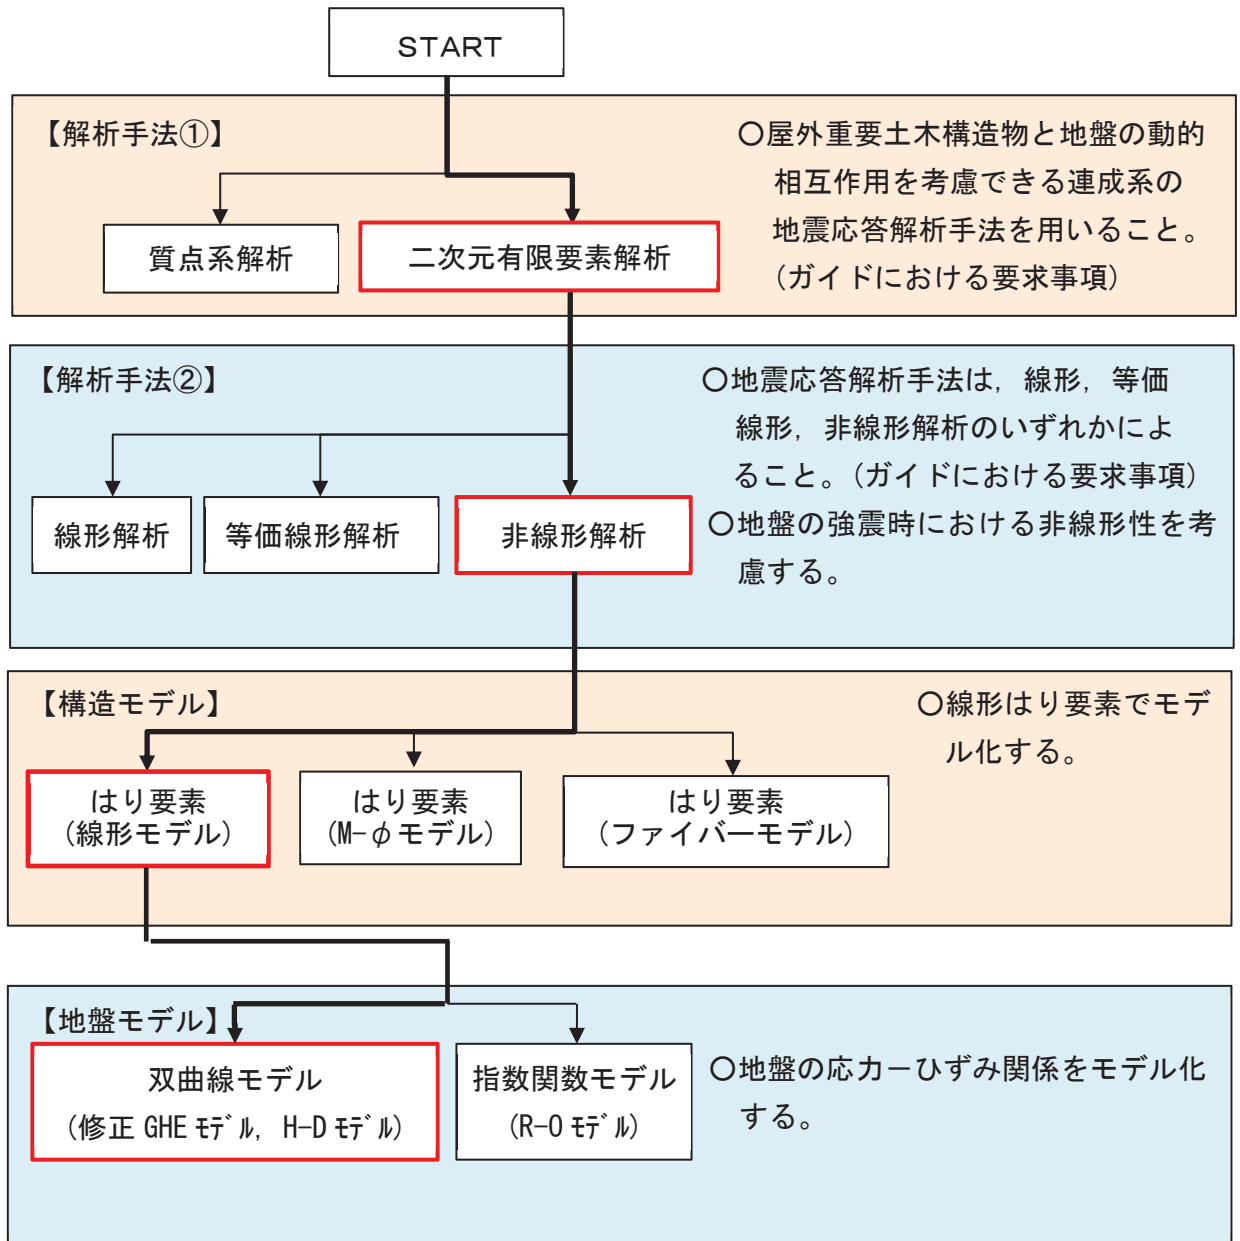 START
【解析手法①】
○屋外重要土木構造物と地盤の動的
相互作用を考慮できる連成系の
地震応答解析手法を用いること。
(ガイドにおける要求事項)
質点系解析
二次元有限要素解析
【解析手法②】
○地震応答解析手法は，線形，等価
線形，非線形解析のいずれかによ
ること。(ガイドにおける要求事項)
○地盤の強震時における非線形性を考
慮する。
線形解析
等価線形解析
非線形解析
【構造モデル】
○線形はり要素でモデ
ル化する。
はり要素
(線形モデル)
はり要素
(M-φモデル)
はり要素
(ファイバーモデル)
【地盤モデル】
○地盤の応力－ひずみ関係をモデル化
する。
双曲線モデル
(修正 GHE ﾓﾃﾞﾙ，H-D ﾓﾃﾞﾙ)
指数関数モデル
(R-O ﾓﾃﾞﾙ)